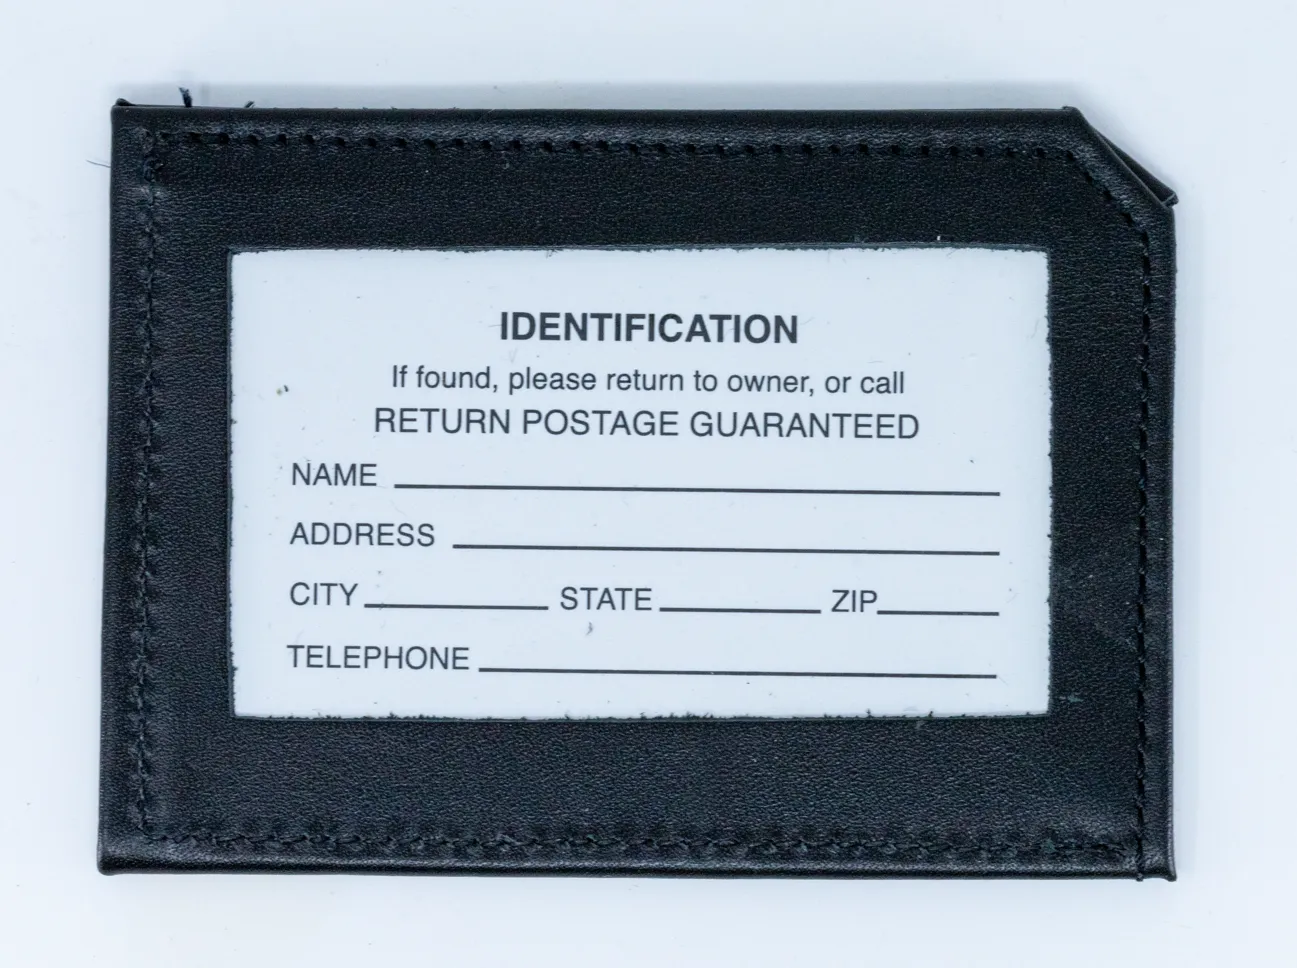 IDENTIFICATION
If found, please return to owner, or call
RETURN POSTAGE GUARANTEED
NAME
ADDRESS
CITY STATE ZIP
TELEPHONE